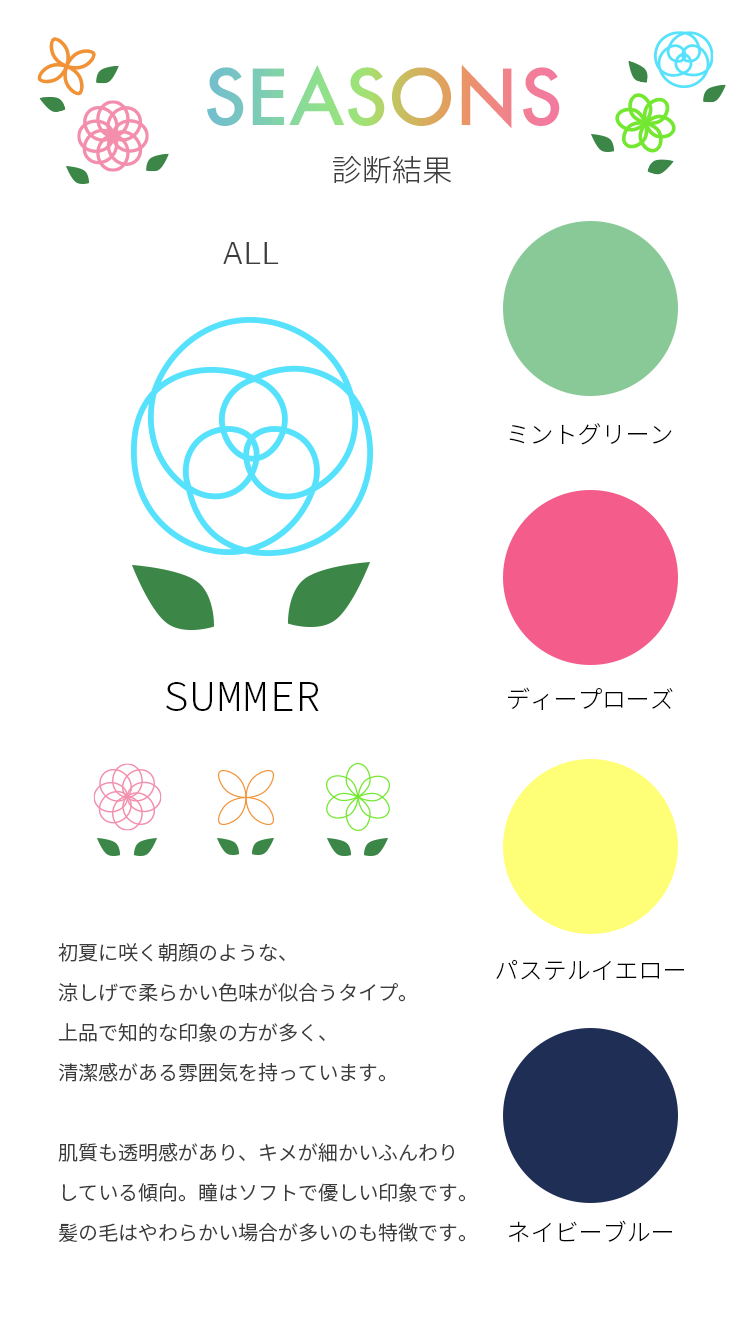 SEASONS
診断結果
ALL
SUMMER
初夏に咲く朝顔のような、
涼しげで柔らかい色味が似合うタイプ。
上品で知的な印象の方が多く、
清潔感がある雰囲気を持っています。
肌質も透明感があり、キメが細かいふんわり
している傾向。瞳はソフトで優しい印象です。
髪の毛はやわらかい場合が多いのも特徴です。
ミントグリーン
ディープローズ
パステルイエロー
ネイビーブルー